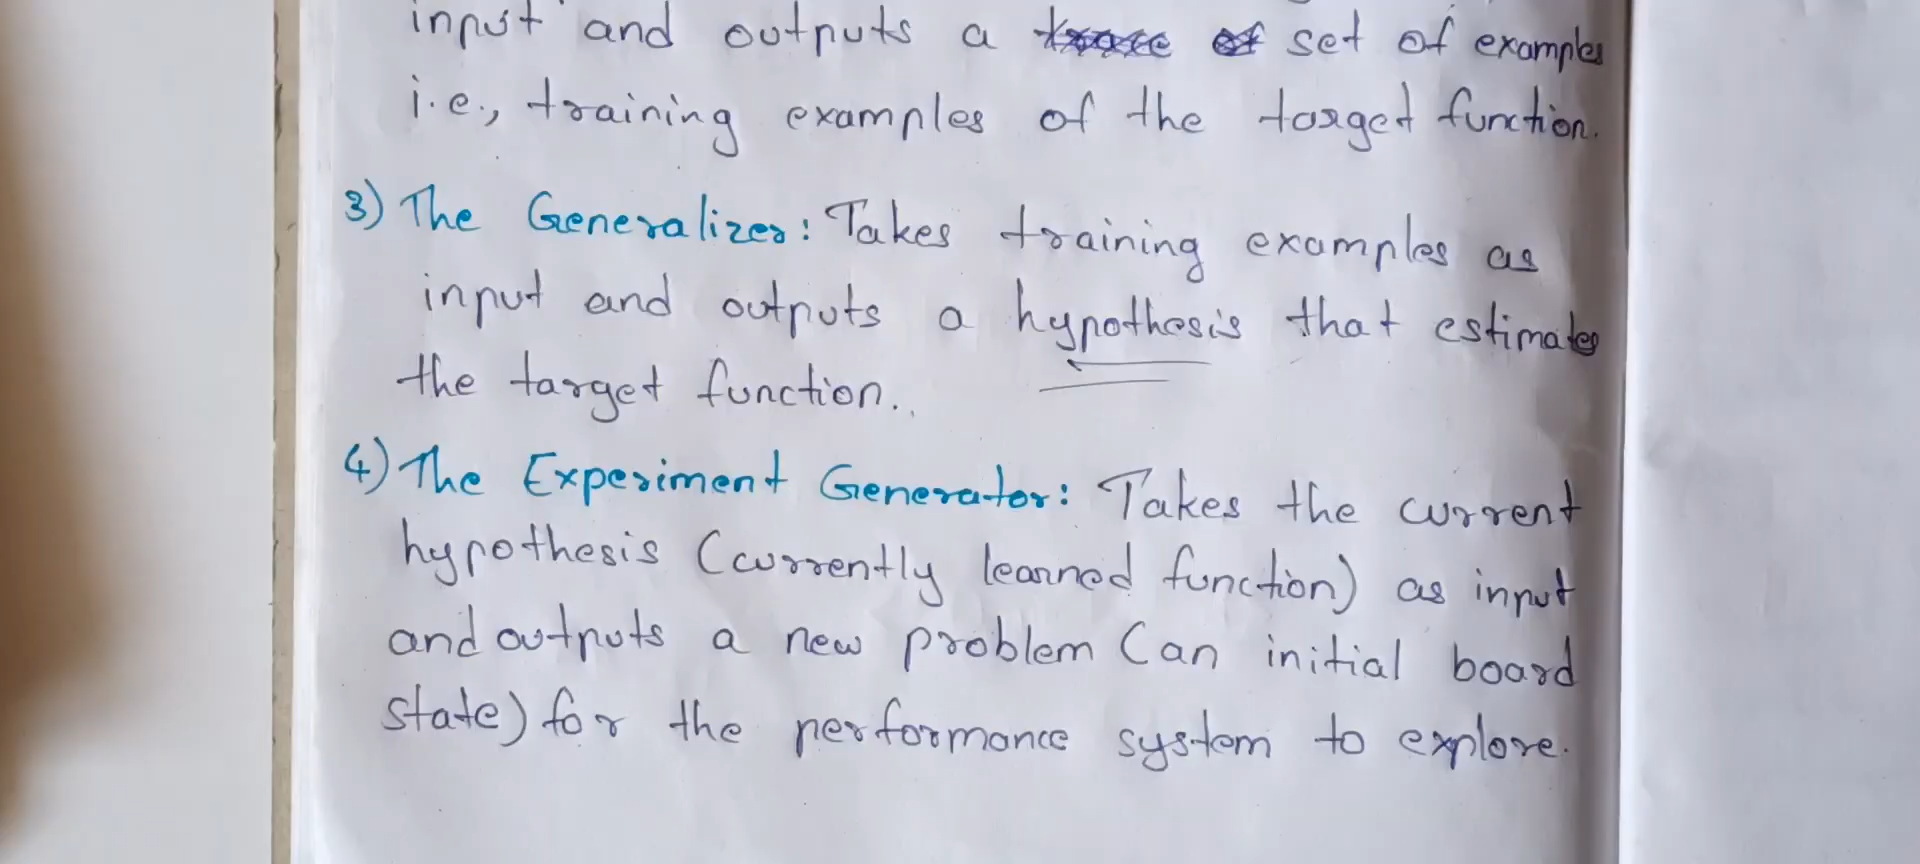 input and outputs a set of examples
i.e., training examples of the target function.
3) The Generalizer: Takes training examples as
input and outputs a hypothesis that estimates
the target function.
4) The Experiment Generator: Takes the current
hypothesis (currently learned function) as input
and outputs a new problem (an initial board
state) for the performance system to explore.